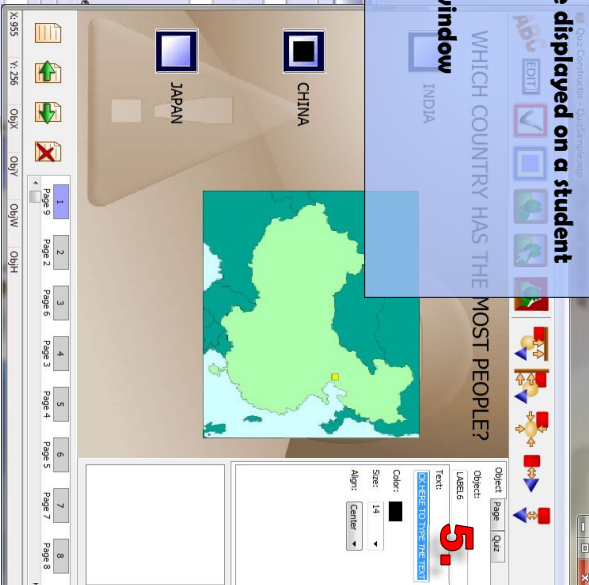 e displayed on a student
window
Quiz Constructor - QuizSample.nqp
ABC
EDIT
WHICH COUNTRY HAS THE MOST PEOPLE?
INDIA
CHINA
JAPAN
Object Page Quiz
Object:
LABEL6
Text:
CK HERE TO TYPE THE TEXT
5.
Color:
Size: 14
Align: Center
1 2 3 4 5 6 7 8
Page 9 Page 2 Page 6 Page 3 Page 4 Page 5 Page 7 Page 8
X: 955 Y: 256 ObjX ObjY ObjW ObjH